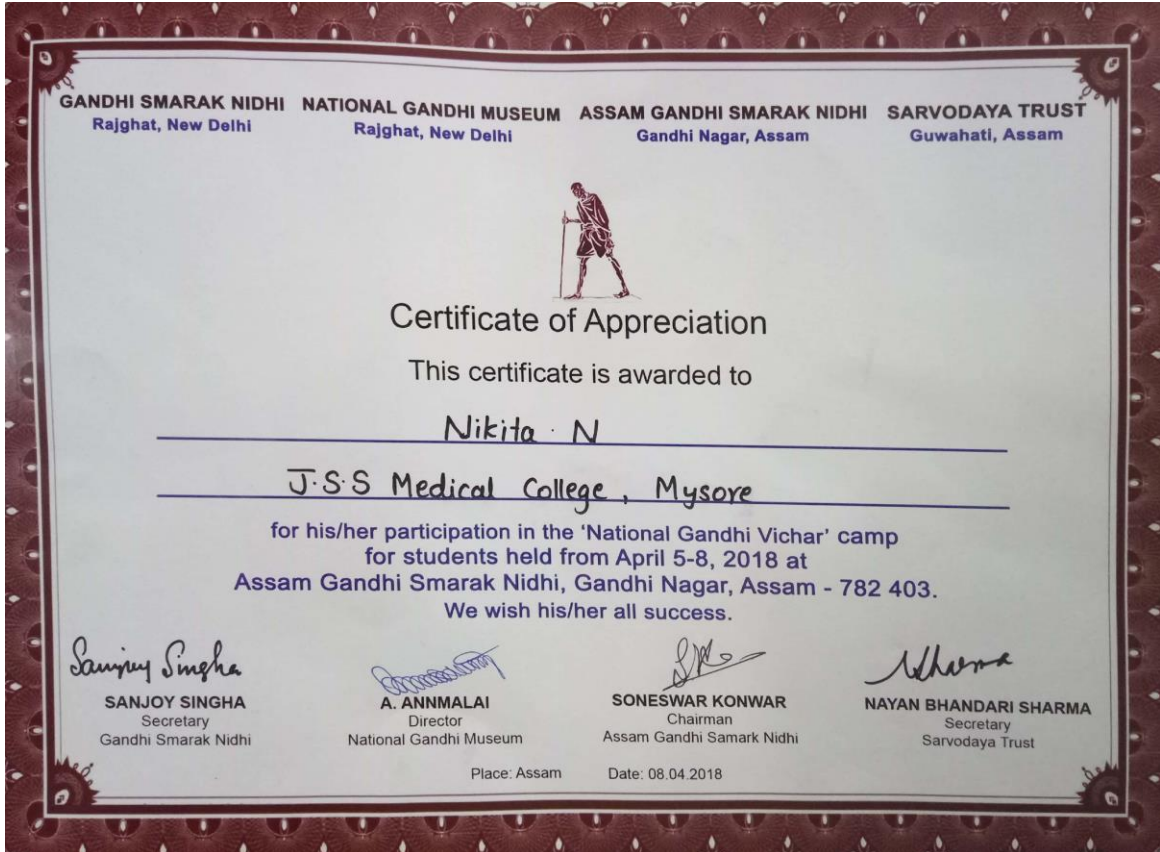 GANDHI SMARAK NIDHI NATIONAL GANDHI MUSEUM ASSAM GANDHI SMARAK NIDHI SARVODAYA TRUST
Rajghat, New Delhi Rajghat, New Delhi Gandhi Nagar, Assam Guwahati, Assam
Certificate of Appreciation
This certificate is awarded to
Nikita · N
J·S·S Medical College, Mysore
for his/her participation in the 'National Gandhi Vichar' camp
for students held from April 5-8, 2018 at
Assam Gandhi Smarak Nidhi, Gandhi Nagar, Assam - 782 403.
We wish his/her all success.
Sanjoy Singha
SANJOY SINGHA A. ANNMALAI SONESWAR KONWAR NAYAN BHANDARI SHARMA
Secretary Director Chairman Secretary
Gandhi Smarak Nidhi National Gandhi Museum Assam Gandhi Samark Nidhi Sarvodaya Trust
Place: Assam Date: 08.04.2018